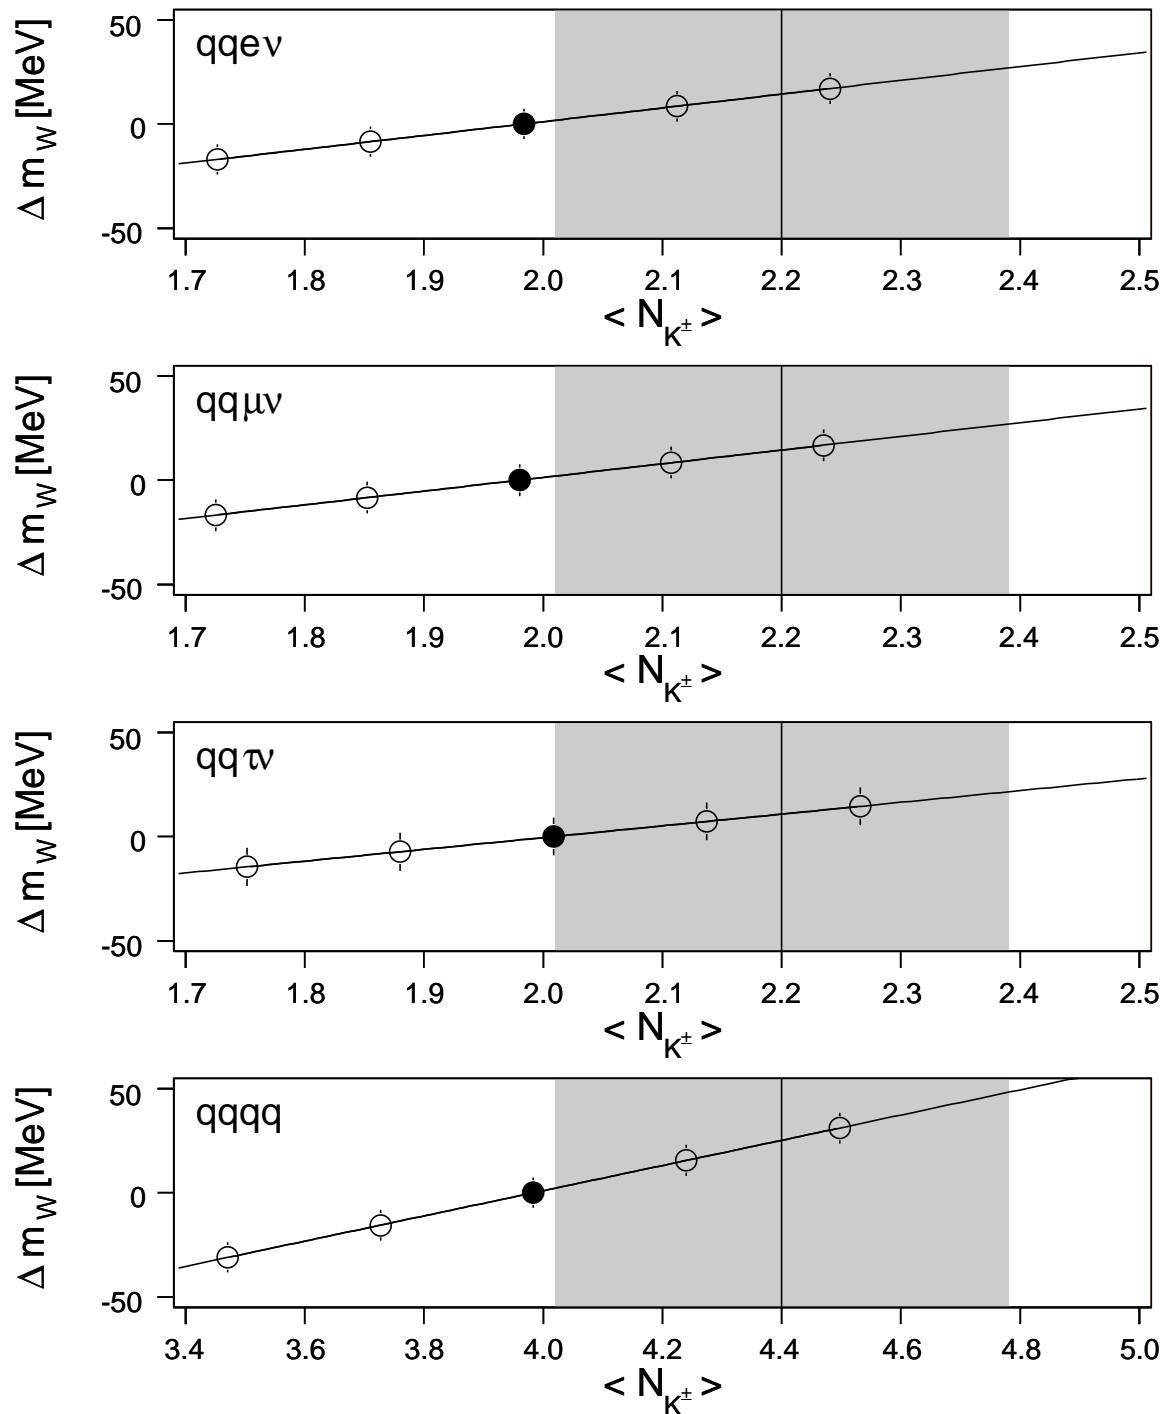 qqeν
Δ m_W [MeV]
50
0
-50
1.7 1.8 1.9 2.0 2.1 2.2 2.3 2.4 2.5
< N_K± >
qqμν
Δ m_W [MeV]
50
0
-50
1.7 1.8 1.9 2.0 2.1 2.2 2.3 2.4 2.5
< N_K± >
qqτν
Δ m_W [MeV]
50
0
-50
1.7 1.8 1.9 2.0 2.1 2.2 2.3 2.4 2.5
< N_K± >
qqqq
Δ m_W [MeV]
50
0
-50
3.4 3.6 3.8 4.0 4.2 4.4 4.6 4.8 5.0
< N_K± >